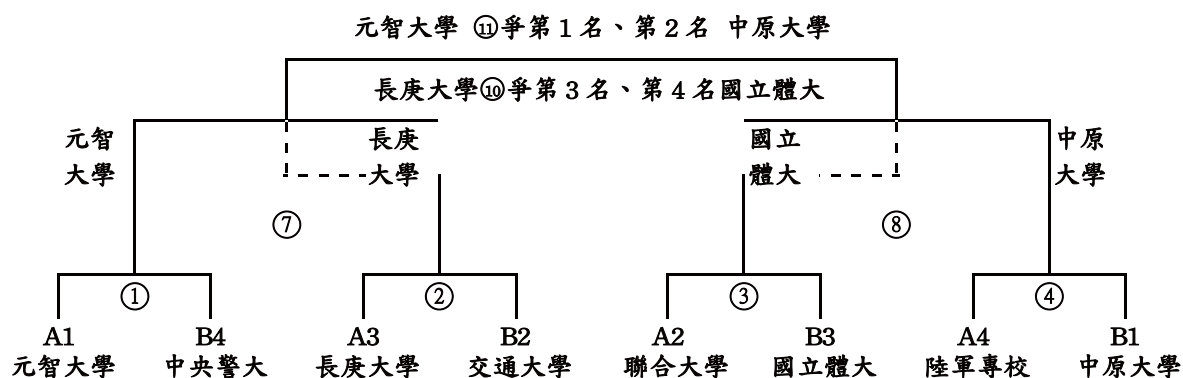 元智大學 ⑪爭第1名、第2名 中原大學
長庚大學⑩爭第3名、第4名國立體大
元智 長庚 國立 中原
大學 大學 體大 大學
⑦ ⑧
① ② ③ ④
A1 B4 A3 B2 A2 B3 A4 B1
元智大學 中央警大 長庚大學 交通大學 聯合大學 國立體大 陸軍專校 中原大學